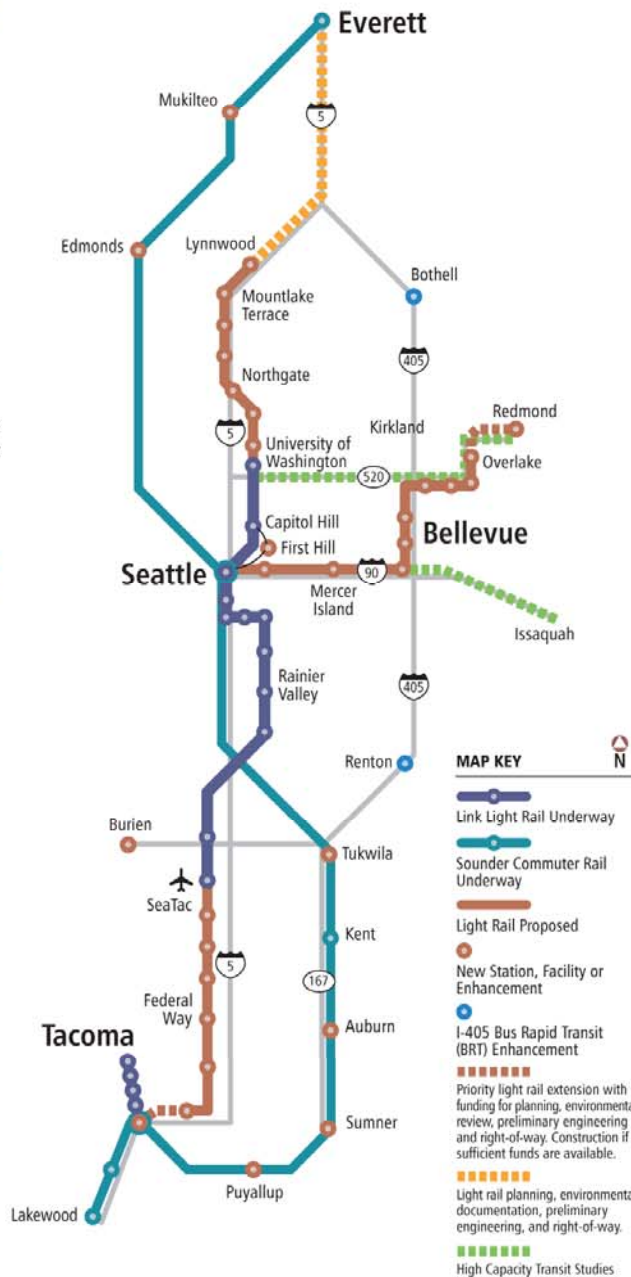 Everett
Mukilteo
5
Edmonds
Lynnwood
Bothell
Mountlake
Terrace
405
Northgate
Redmond
5
Kirkland
University of
Washington
Overlake
520
Capitol Hill
First Hill
Bellevue
Seattle
90
Mercer
Island
Issaquah
Rainier
Valley
405
Renton
Burien
Tukwila
SeaTac
Kent
5
167
Federal
Way
Auburn
Tacoma
Sumner
Puyallup
Lakewood
N
MAP KEY
Link Light Rail Underway
Sounder Commuter Rail
Underway
Light Rail Proposed
New Station, Facility or
Enhancement
I-405 Bus Rapid Transit
(BRT) Enhancement
Priority light rail extension with
funding for planning, environmenta
review, preliminary engineering
and right-of-way. Construction if
sufficient funds are available.
Light rail planning, environmenta
documentation, preliminary
engineering, and right-of-way.
High Capacity Transit Studies